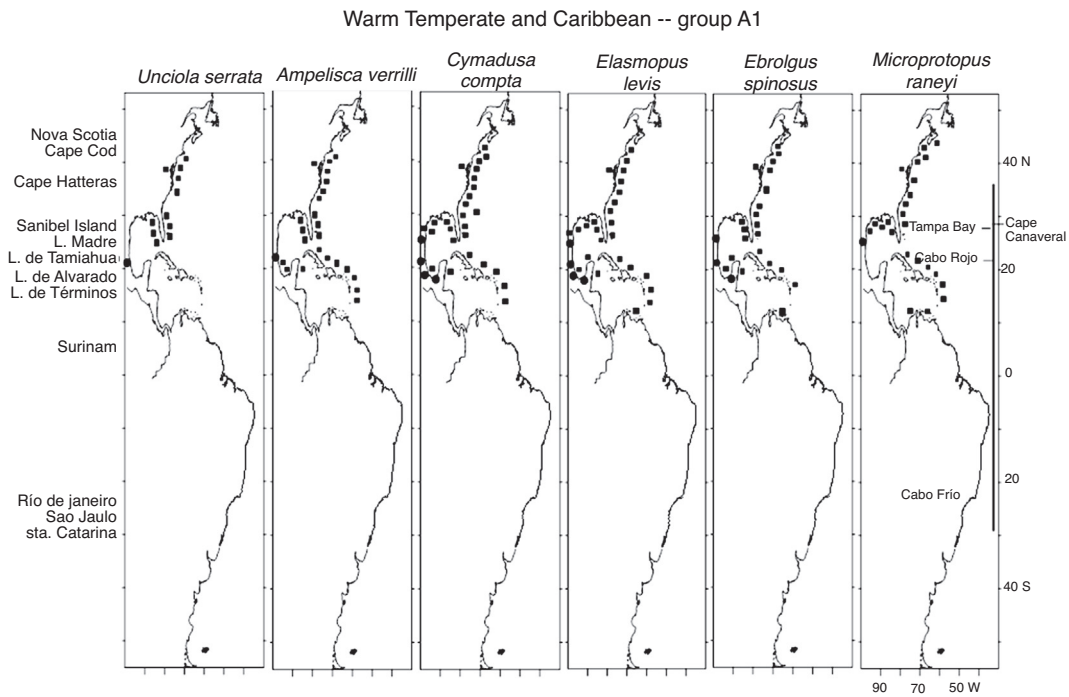 Warm Temperate and Caribbean -- group A1
Unciola serrata
Ampelisca verrilli
Cymadusa
compta
Elasmopus
levis
Ebrolgus
spinosus
Microprotopus
raneyi
Nova Scotia
Cape Cod
Cape Hatteras
Sanibel Island
L. Madre
L. de Tamiahua
L. de Alvarado
L. de Términos
Surinam
Río de janeiro
Sao Jaulo
sta. Catarina
Tampa Bay
Cabo Rojo
Cabo Frío
40 N
Cape
Canaveral
20
0
20
40 S
90
70
50 W